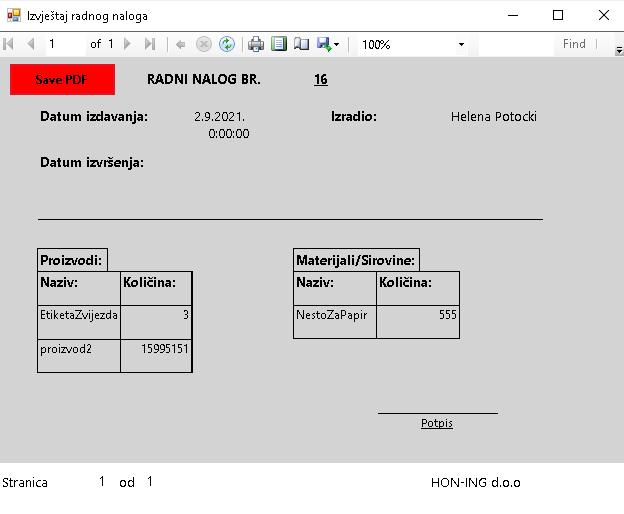 Izvještaj radnog naloga
1 of 1 100% Find
Save PDF RADNI NALOG BR. 16
Datum izdavanja: 2.9.2021. Izradio: Helena Potocki
0:00:00
Datum izvršenja:
Proizvodi: Materijali/Sirovine:
Naziv: Količina: Naziv: Količina:
EtiketaZvijezda 3 NestoZaPapir 555
proizvod2 15995151
Potpis
Stranica 1 od 1 HON-ING d.o.o